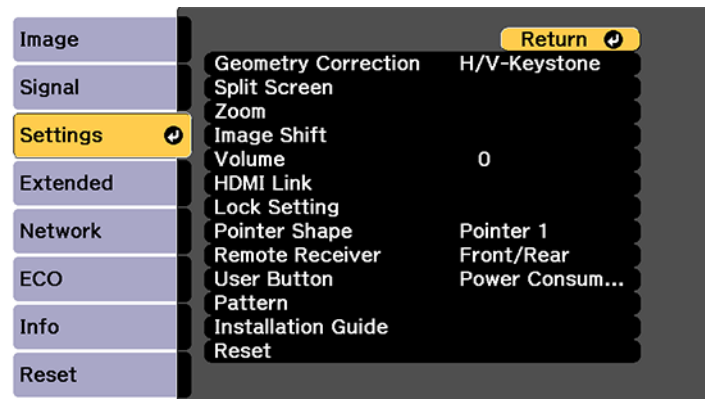 Image
Signal
Settings
Extended
Network
ECO
Info
Reset
Return
Geometry Correction H/V-Keystone
Split Screen
Zoom
Image Shift
Volume 0
HDMI Link
Lock Setting
Pointer Shape Pointer 1
Remote Receiver Front/Rear
User Button Power Consum...
Pattern
Installation Guide
Reset